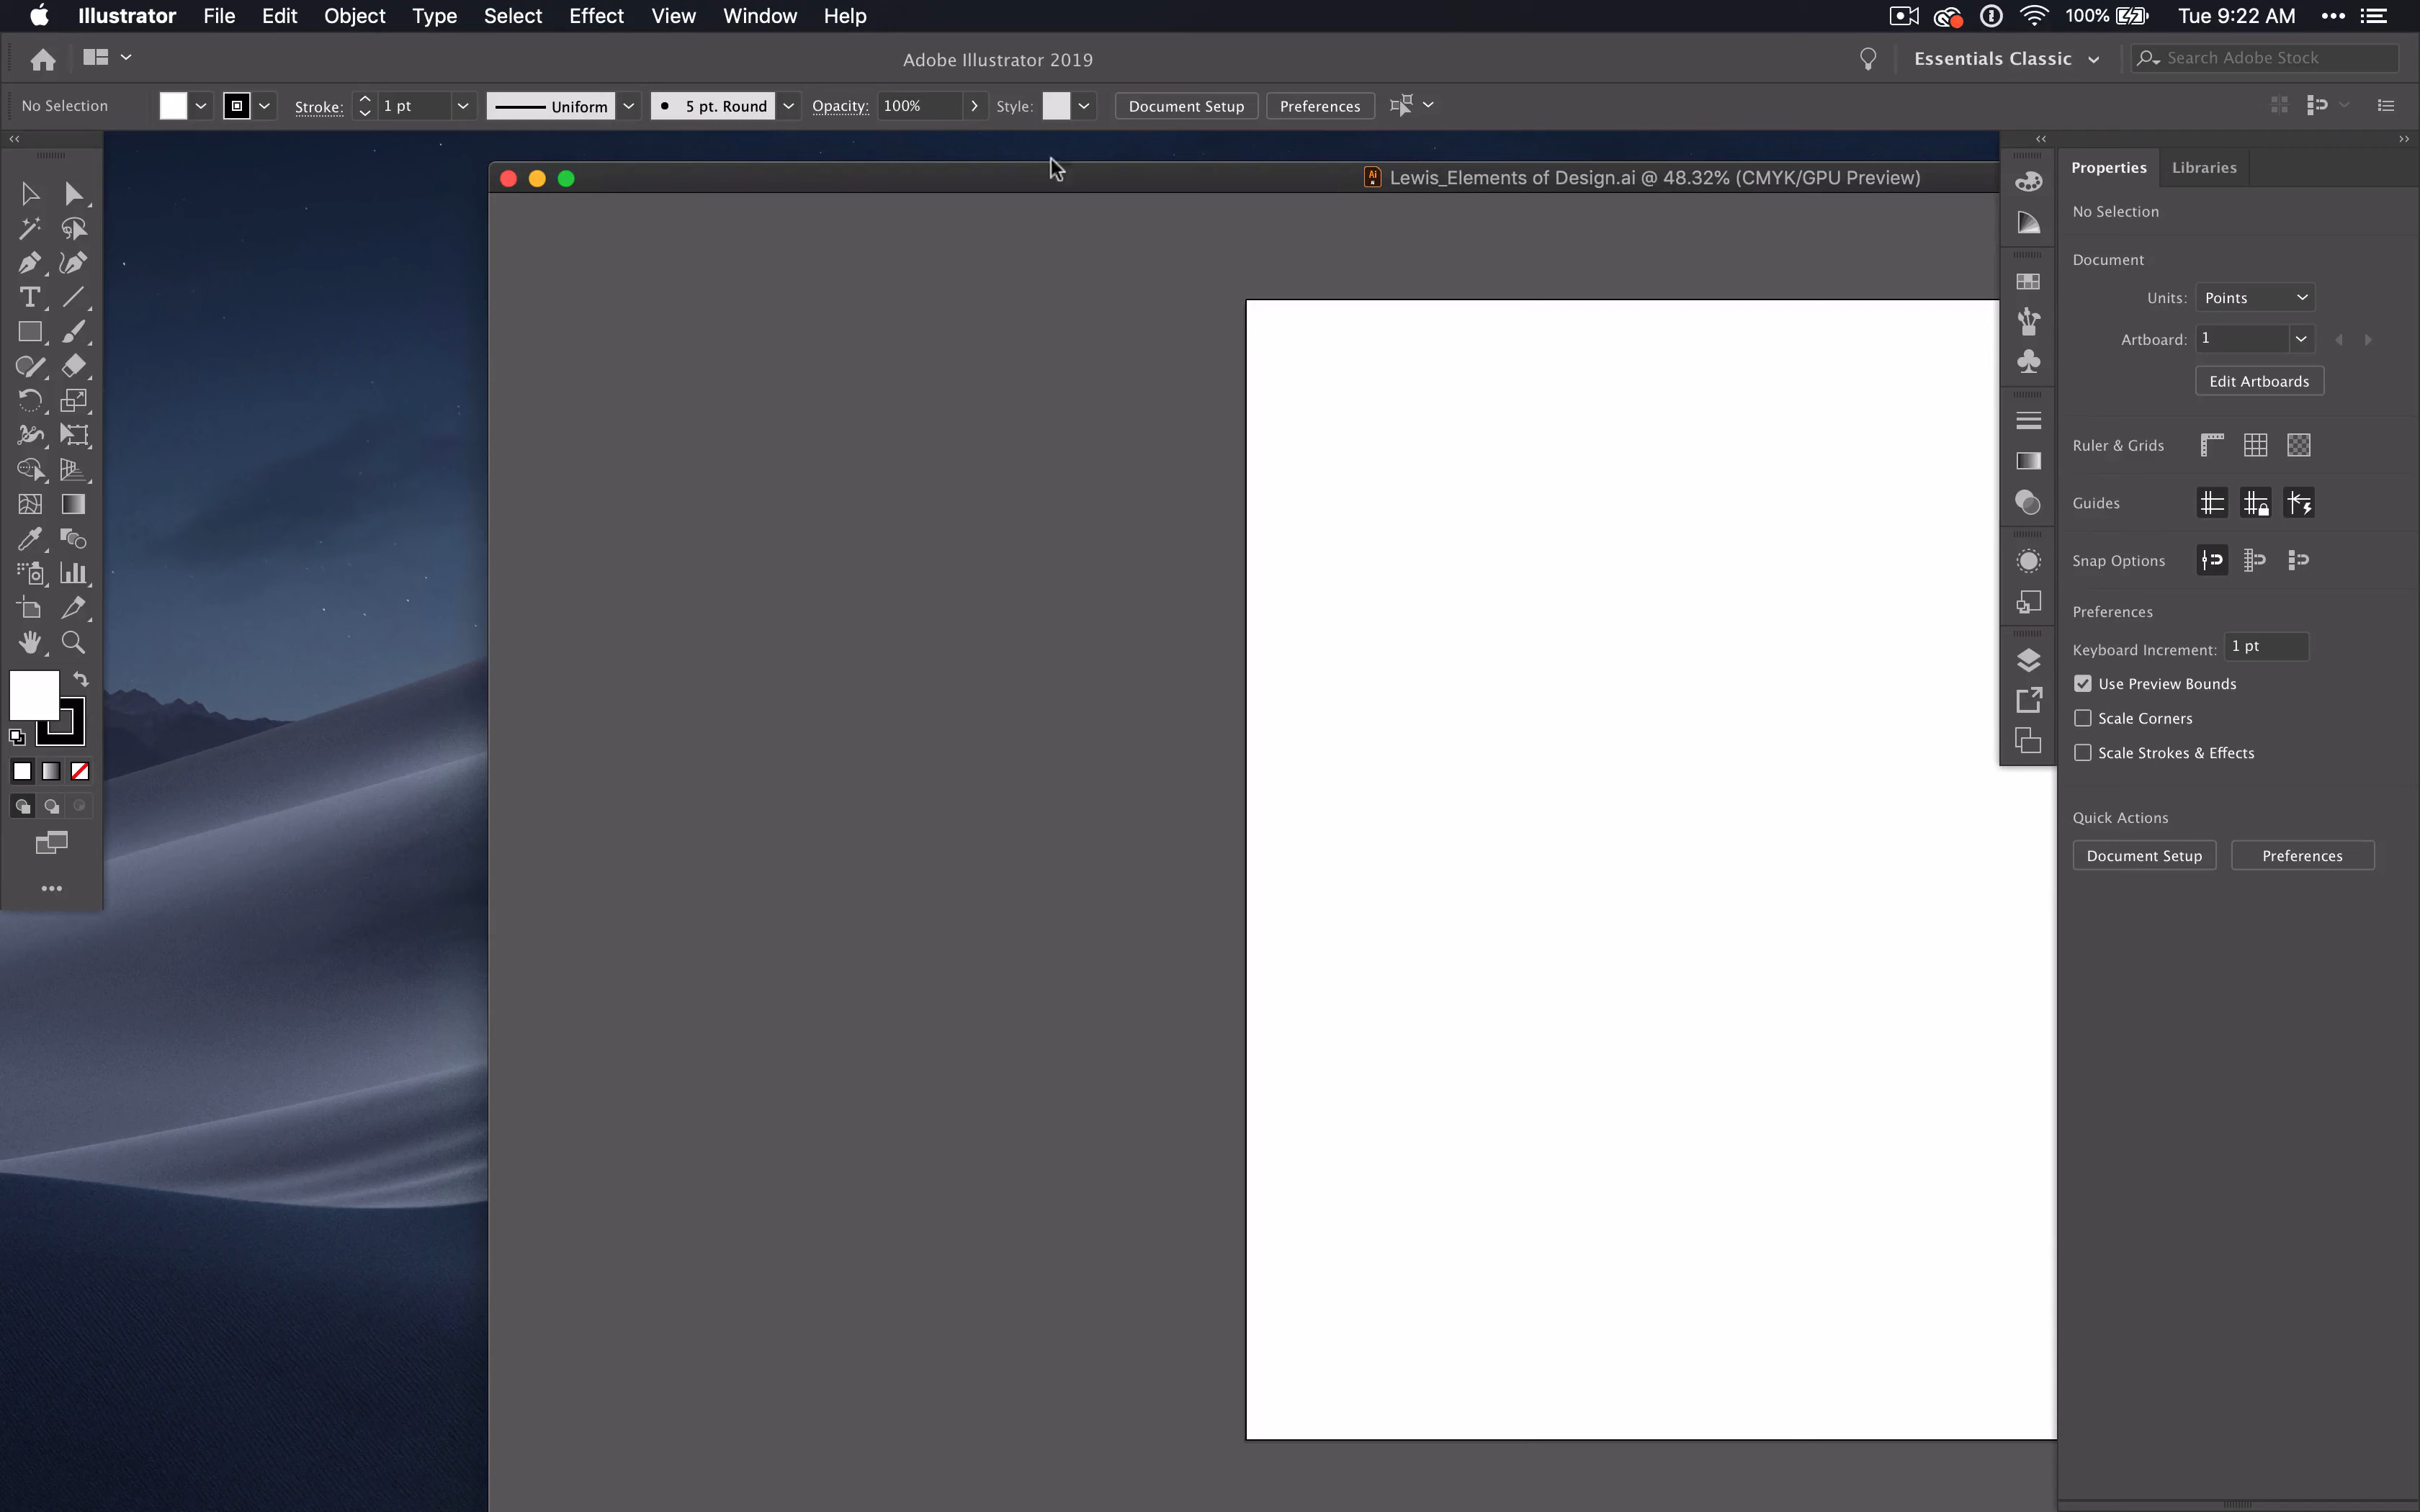 Illustrator File Edit Object Type Select Effect View Window Help 100% Tue 9:22 AM
Adobe Illustrator 2019 Essentials Classic Search Adobe Stock
No Selection Stroke: 1 pt Uniform 5 pt. Round Opacity: 100% Style: Document Setup Preferences
Ai Lewis_Elements of Design.ai @ 48.32% (CMYK/GPU Preview)
Properties Libraries
No Selection
Document
Units: Points
Artboard: 1
Edit Artboards
Ruler & Grids
Guides
Snap Options
Preferences
Keyboard Increment: 1 pt
Use Preview Bounds
Scale Corners
Scale Strokes & Effects
Quick Actions
Document Setup Preferences